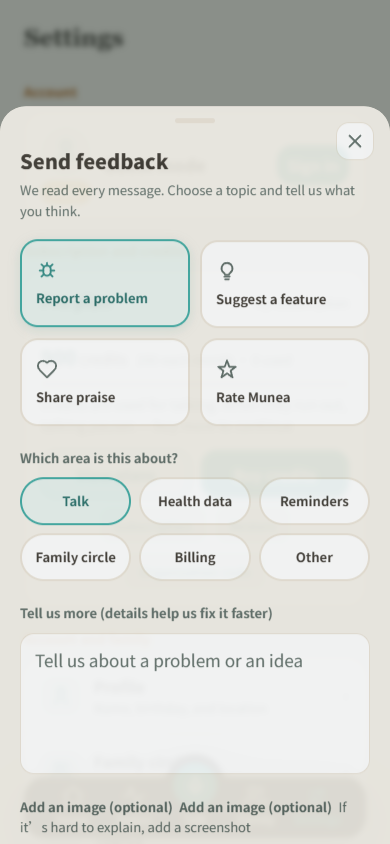 Settings
Account
Send feedback
We read every message. Choose a topic and tell us what
you think.
Report a problem
Suggest a feature
Share praise
Rate Munea
Which area is this about?
Talk
Health data
Reminders
Family circle
Billing
Other
Tell us more (details help us fix it faster)
Tell us about a problem or an idea
Add an image (optional) Add an image (optional) If
it’s hard to explain, add a screenshot